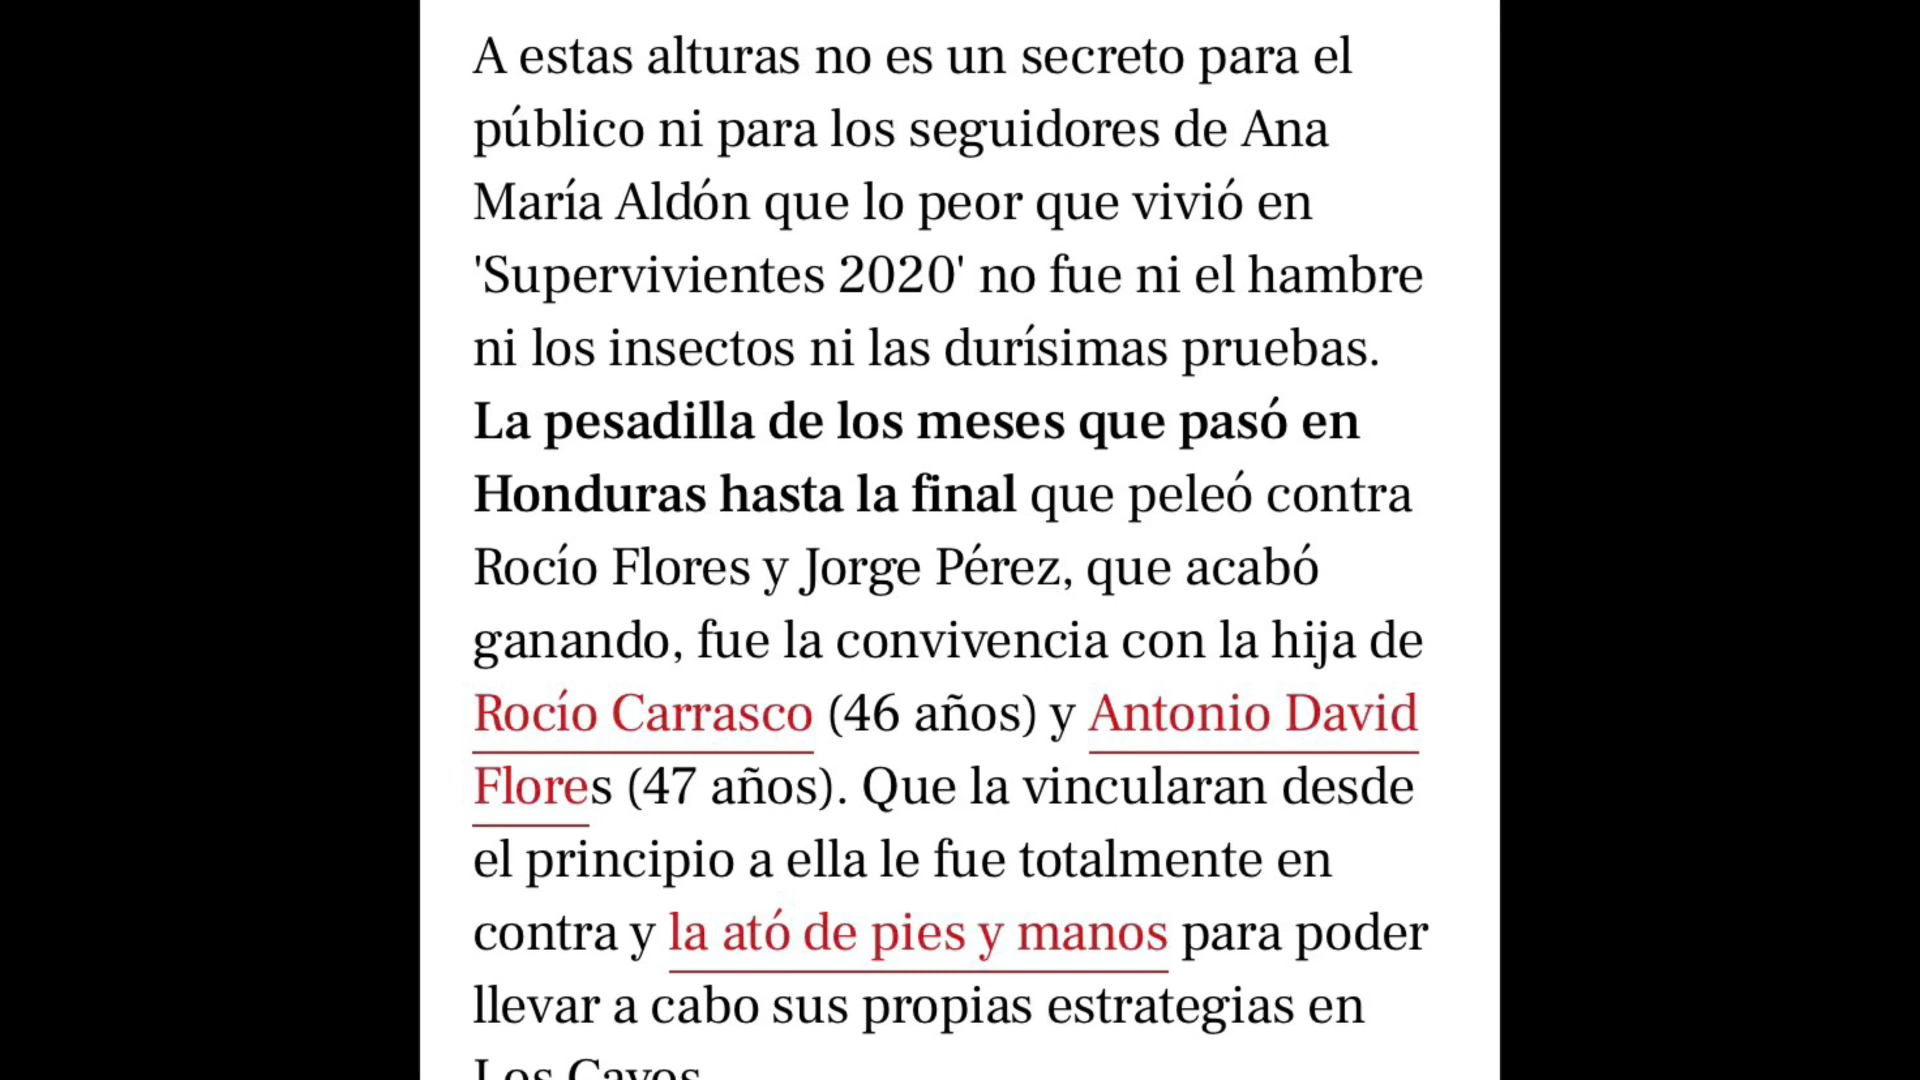 A estas alturas no es un secreto para el
público ni para los seguidores de Ana
María Aldón que lo peor que vivió en
'Supervivientes 2020' no fue ni el hambre
ni los insectos ni las durísimas pruebas.
La pesadilla de los meses que pasó en
Honduras hasta la final que peleó contra
Rocío Flores y Jorge Pérez, que acabó
ganando, fue la convivencia con la hija de
Rocío Carrasco (46 años) y Antonio David
Flores (47 años). Que la vincularan desde
el principio a ella le fue totalmente en
contra y la ató de pies y manos para poder
llevar a cabo sus propias estrategias en
Los Cayos